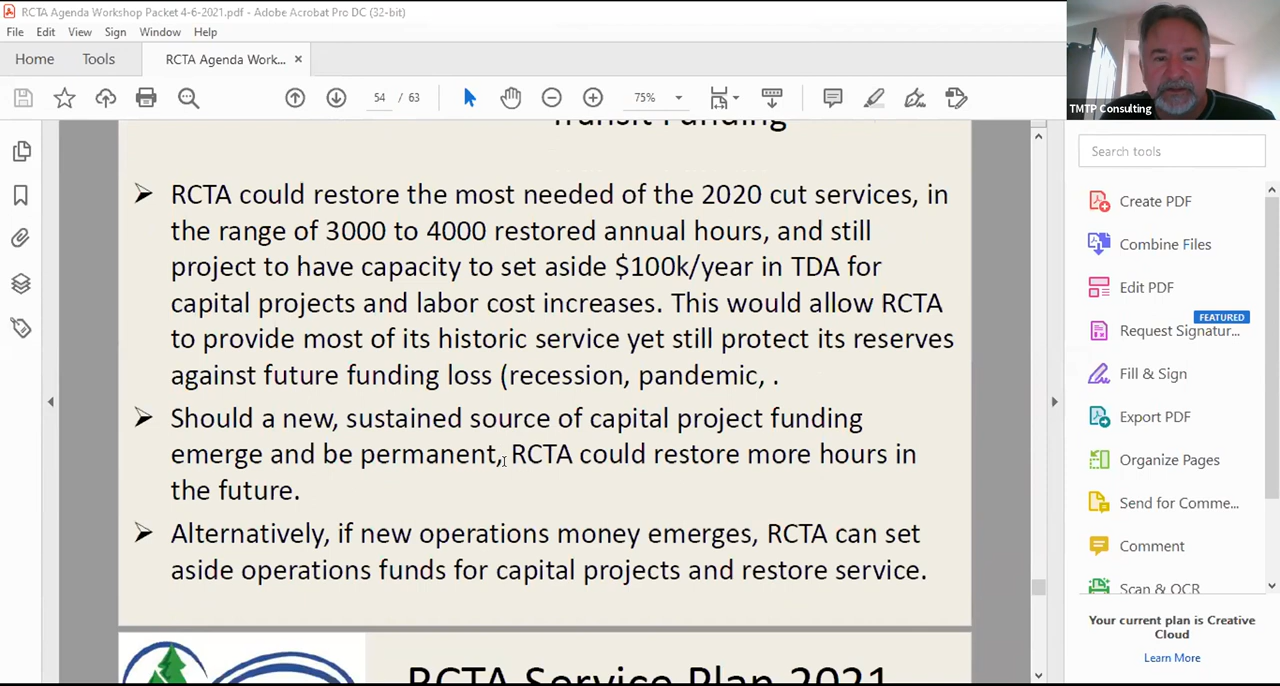 RCTA Agenda Workshop Packet 4-6-2021.pdf - Adobe Acrobat Pro DC (32-bit)
File Edit View Sign Window Help
Home Tools RCTA Agenda Work... ×
54 / 63 75%
TMTP Consulting
Transit Funding
➢ RCTA could restore the most needed of the 2020 cut services, in
the range of 3000 to 4000 restored annual hours, and still
project to have capacity to set aside $100k/year in TDA for
capital projects and labor cost increases. This would allow RCTA
to provide most of its historic service yet still protect its reserves
against future funding loss (recession, pandemic, .
➢ Should a new, sustained source of capital project funding
emerge and be permanent, RCTA could restore more hours in
the future.
➢ Alternatively, if new operations money emerges, RCTA can set
aside operations funds for capital projects and restore service.
RCTA Service Plan 2021
Search tools
Create PDF
Combine Files
Edit PDF
FEATURED
Request Signatur...
Fill & Sign
Export PDF
Organize Pages
Send for Comme...
Comment
Scan & OCR
Your current plan is Creative
Cloud
Learn More